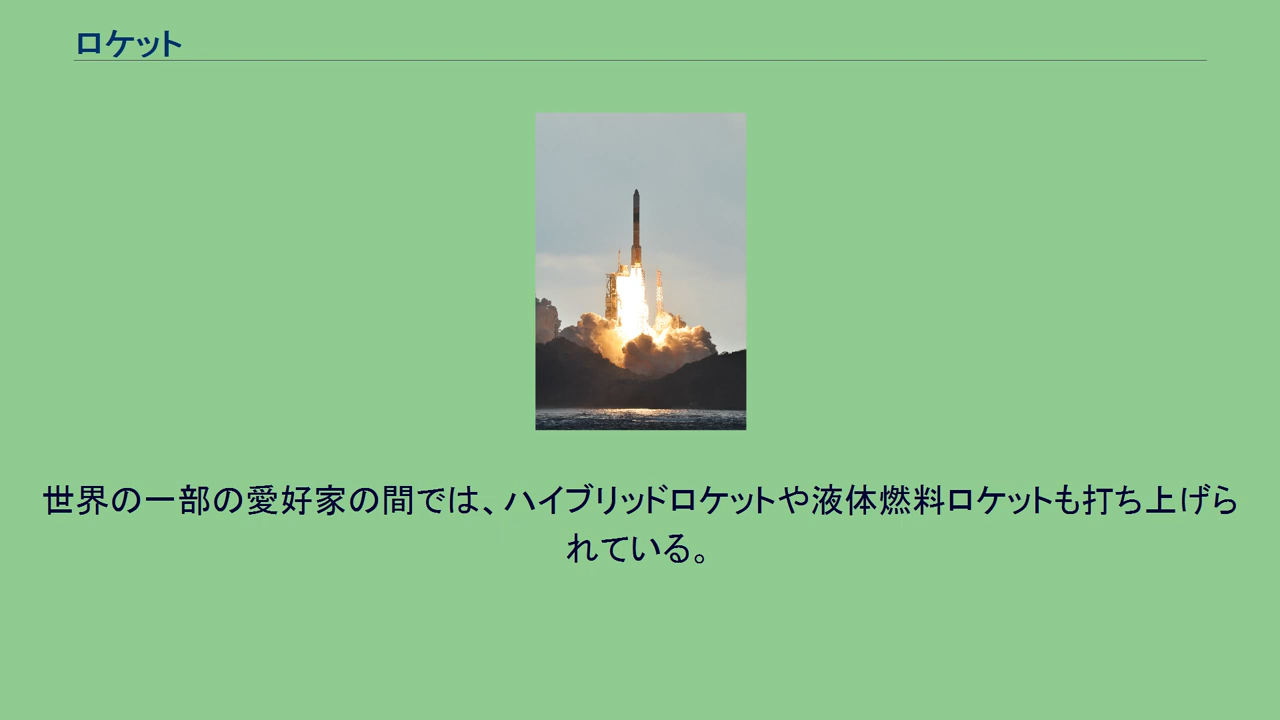 ロケット
世界の一部の愛好家の間では、ハイブリッドロケットや液体燃料ロケットも打ち上げら
れている。